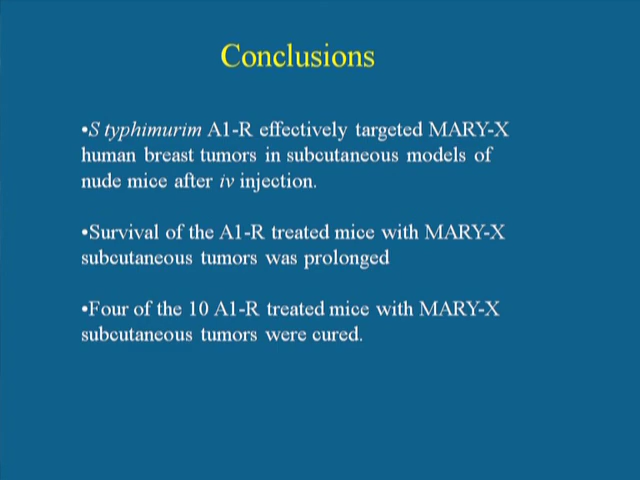 Conclusions
•S typhimurim A1-R effectively targeted MARY-X
human breast tumors in subcutaneous models of
nude mice after iv injection.
•Survival of the A1-R treated mice with MARY-X
subcutaneous tumors was prolonged
•Four of the 10 A1-R treated mice with MARY-X
subcutaneous tumors were cured.